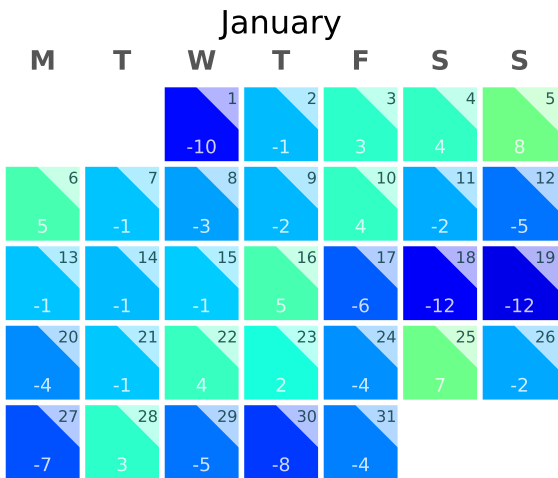 January
M T W T F S S
1 2 3 4 5
-10 -1 3 4 8
6 7 8 9 10 11 12
5 -1 -3 -2 4 -2 -5
13 14 15 16 17 18 19
-1 -1 -1 5 -6 -12 -12
20 21 22 23 24 25 26
-4 -1 4 2 -4 7 -2
27 28 29 30 31
-7 3 -5 -8 -4